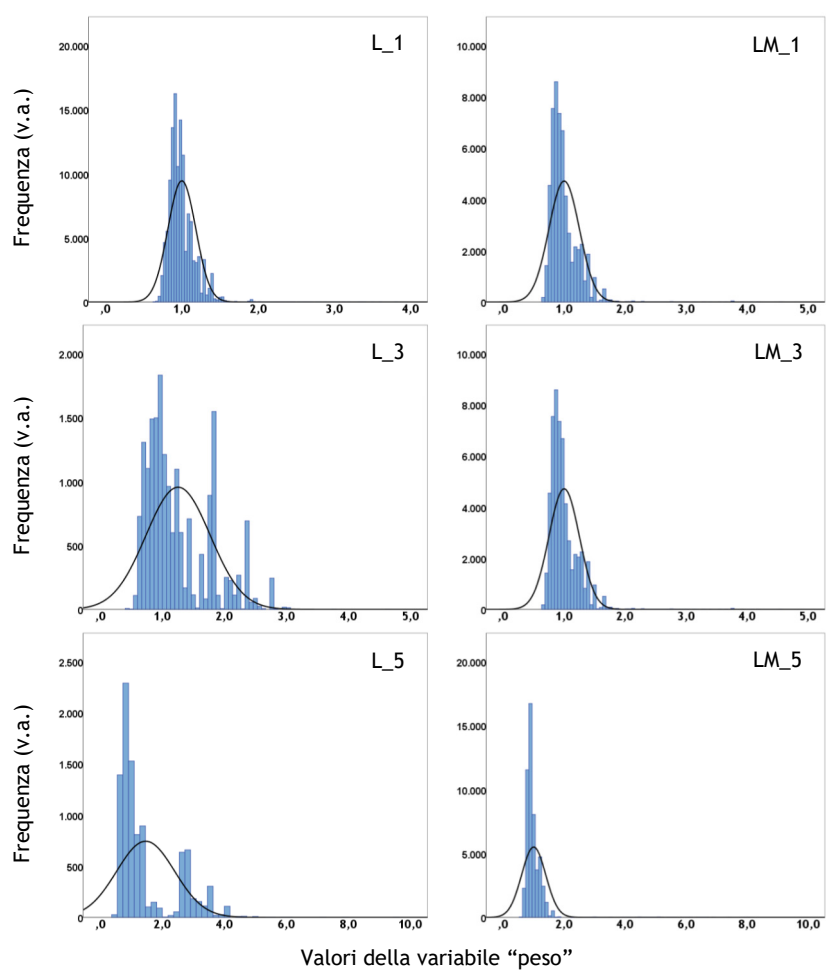 L_1
20.000
15.000
10.000
5.000
0
,0 1,0 2,0 3,0 4,0
Frequenza (v.a.)
LM_1
10.000
8.000
6.000
4.000
2.000
0
,0 1,0 2,0 3,0 4,0 5,0
L_3
2.000
1.500
1.000
500
0
,0 1,0 2,0 3,0 4,0 5,0
Frequenza (v.a.)
LM_3
10.000
8.000
6.000
4.000
2.000
0
,0 1,0 2,0 3,0 4,0 5,0
L_5
2.500
2.000
1.500
1.000
500
0
,0 2,0 4,0 6,0 8,0 10,0
Frequenza (v.a.)
LM_5
20.000
15.000
10.000
5.000
0
,0 2,0 4,0 6,0 8,0 10,0
Valori della variabile “peso”